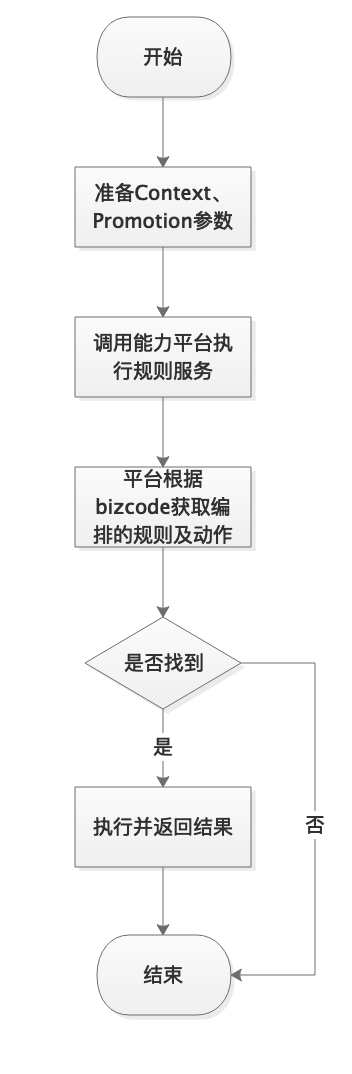 开始
准备Context、
Promotion参数
调用能力平台执
行规则服务
平台根据
bizcode获取编
排的规则及动作
是否找到
是
执行并返回结果
否
结束